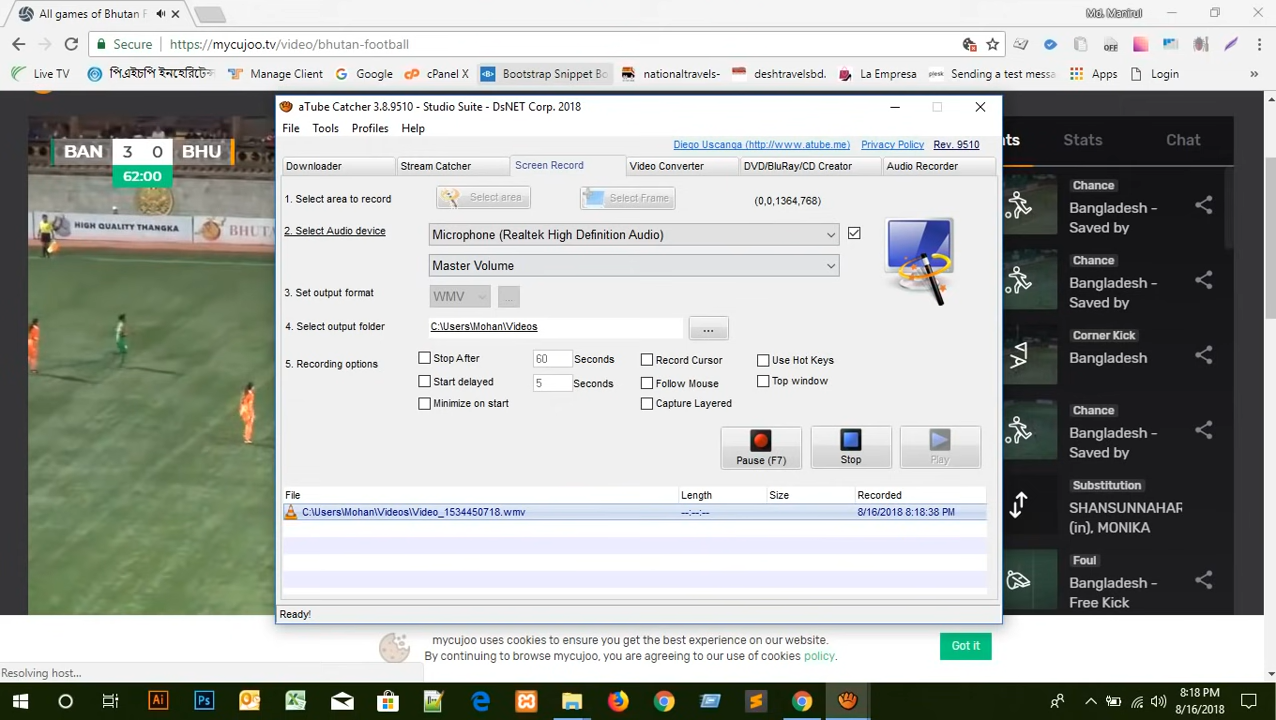 All games of Bhutan F
Md. Manirul
Secure
https://mycujoo.tv/video/bhutan-football
Live TV
পিএইচপি ইনহেরিটেক
Manage Client
Google
cPanel X
Bootstrap Snippet Bo
nationaltravels-
deshtravelsbd.
La Empresa
Sending a test messa
Apps
Login
aTube Catcher 3.8.9510 - Studio Suite - DsNET Corp. 2018
File Tools Profiles Help
Diego Uscanga (http://www.atube.me) Privacy Policy Rev. 9510
Downloader Stream Catcher Screen Record Video Converter DVD/BluRay/CD Creator Audio Recorder
1. Select area to record Select area Select Frame (0,0,1364,768)
2. Select Audio device Microphone (Realtek High Definition Audio)
Master Volume
3. Set output format WMV ...
4. Select output folder C:\Users\Mohan\Videos ...
5. Recording options
Stop After 60 Seconds Record Cursor Use Hot Keys
Start delayed 5 Seconds Follow Mouse Top window
Minimize on start Capture Layered
Pause (F7) Stop Play
File Length Size Recorded
C:\Users\Mohan\Videos\Video_1534450718.wmv --:--:-- 8/16/2018 8:18:38 PM
Ready!
BAN 3 0 BHU
62:00
HIGH QUALITY THANGKA
BHUTA
nts Stats Chat
Chance
Bangladesh -
Saved by
Chance
Bangladesh -
Saved by
Corner Kick
Bangladesh
Chance
Bangladesh -
Saved by
Substitution
SHANSUNNAHAR
(in), MONIKA
Foul
Bangladesh -
Free Kick
mycujoo uses cookies to ensure you get the best experience on our website.
By continuing to browse mycujoo, you are agreeing to our use of cookies policy.
Got it
Resolving host...
8:18 PM
8/16/2018